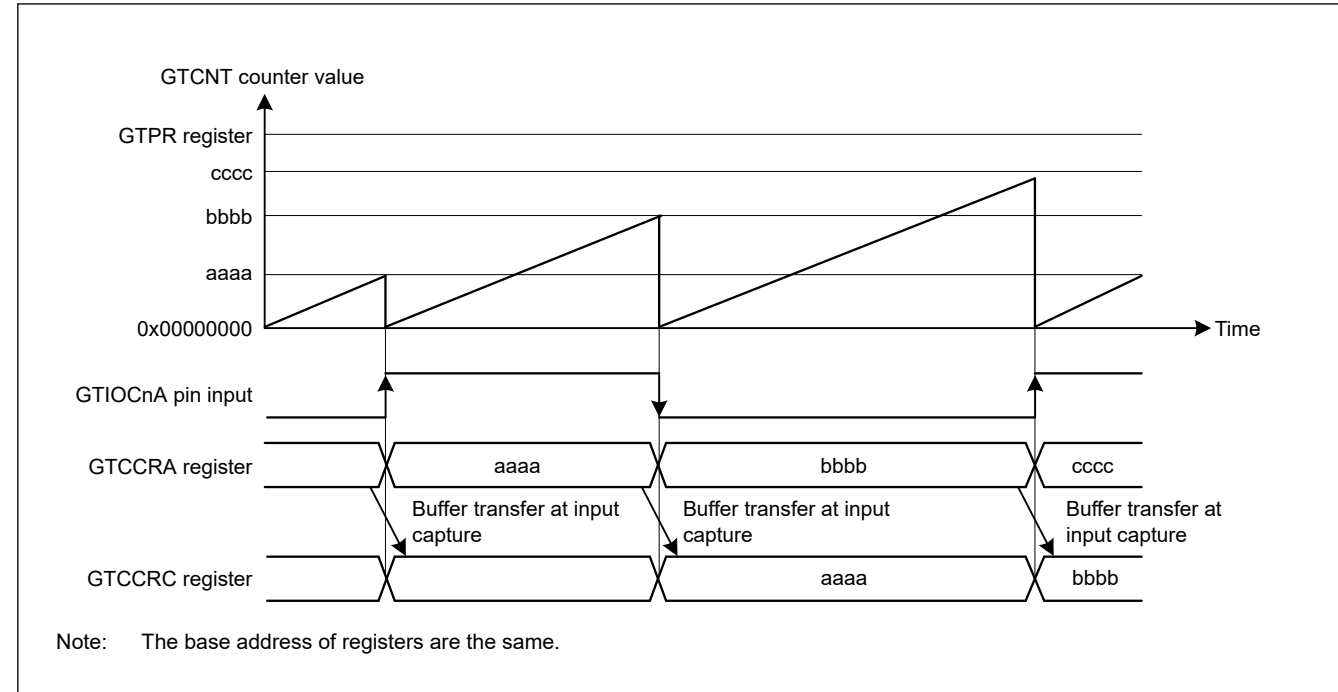 GTCNT counter value
GTPR register
cccc
bbbb
aaaa
0x00000000
Time
GTIOCnA pin input
GTCCRA register
aaaa
bbbb
cccc
Buffer transfer at input
capture
Buffer transfer at input
capture
Buffer transfer at
input capture
GTCCRC register
aaaa
bbbb
Note: The base address of registers are the same.